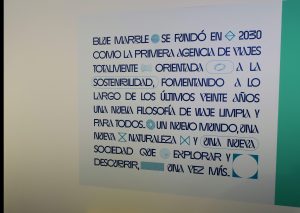 BLUE MARBLE SE FUNDÓ EN 2030
COMO LA PRIMERA AGENCIA DE VIAJES
TOTALMENTE ORIENTADA A LA
SOSTENIBILIDAD, FOMENTANDO A LO
LARGO DE LOS ÚLTIMOS VEINTE AÑOS
UNA NUEVA FILOSOFÍA DE VIAJE LIMPIA Y
PARA TODOS. UN NUEVO MUNDO, UNA
NUEVA NATURALEZA Y UNA NUEVA
SOCIEDAD QUE EXPLORAR Y
DESCUBRIR, UNA VEZ MÁS.